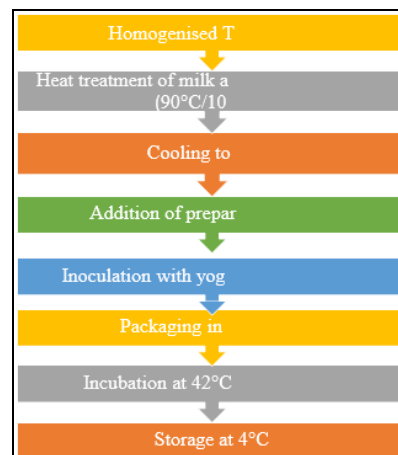 Homogenised T
Heat treatment of milk a
(90°C/10
Cooling to
Addition of prepar
Inoculation with yog
Packaging in
Incubation at 42°C
Storage at 4°C